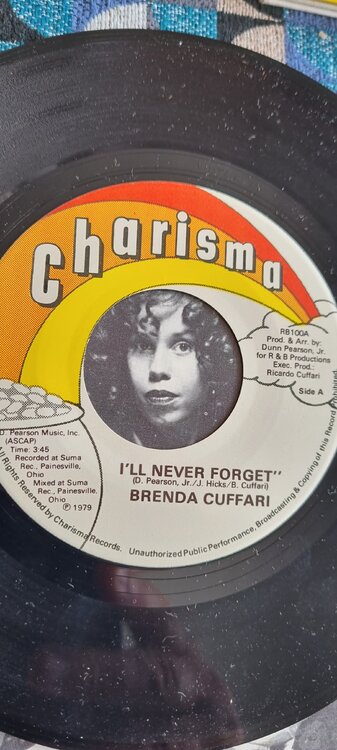 Charisma
RB100A
Prod. & Arr. by:
Dunn Pearson, Jr.
for R & B Productions
Exec. Prod.:
Ricardo Cuffari
Side A
D. Pearson Music, Inc.
(ASCAP)
Time: 3:45
Recorded at Suma
Rec., Painesville,
Ohio
Mixed at Suma
Rec., Painesville,
Ohio
℗ 1979
I'LL NEVER FORGET"
(D. Pearson, Jr./J. Hicks/B. Cuffari)
BRENDA CUFFARI
All Rights Reserved by Charisma Records. Unauthorized Public Performance, Broadcasting & Copying of this Record Prohibited